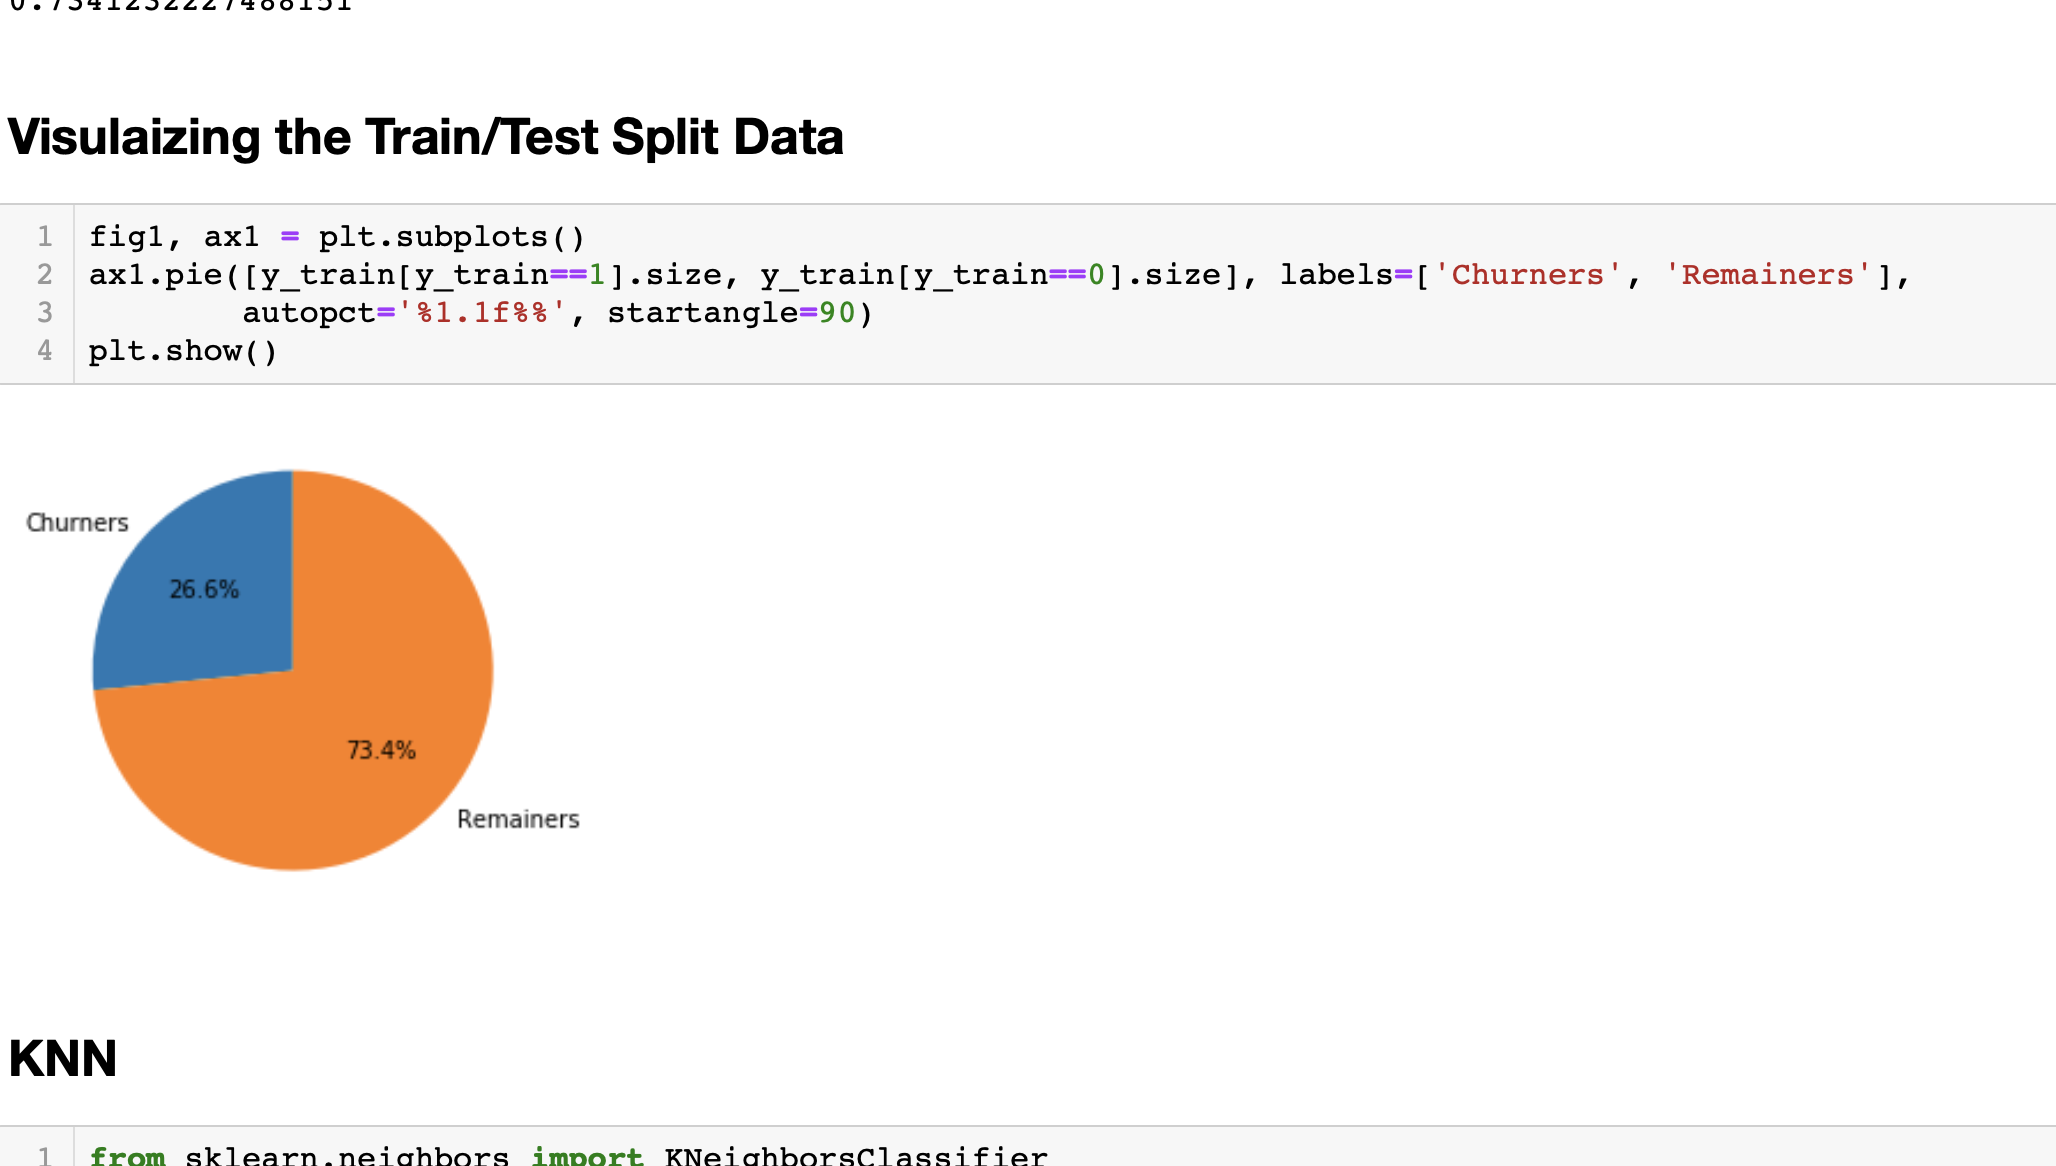 0.7341232227488151
Visulaizing the Train/Test Split Data
1 fig1, ax1 = plt.subplots()
2 ax1.pie([y_train[y_train==1].size, y_train[y_train==0].size], labels=['Churners', 'Remainers'],
3         autopct='%1.1f%%', startangle=90)
4 plt.show()
Churners
26.6%
73.4%
Remainers
KNN
1 from sklearn.neighbors import KNeighborsClassifier